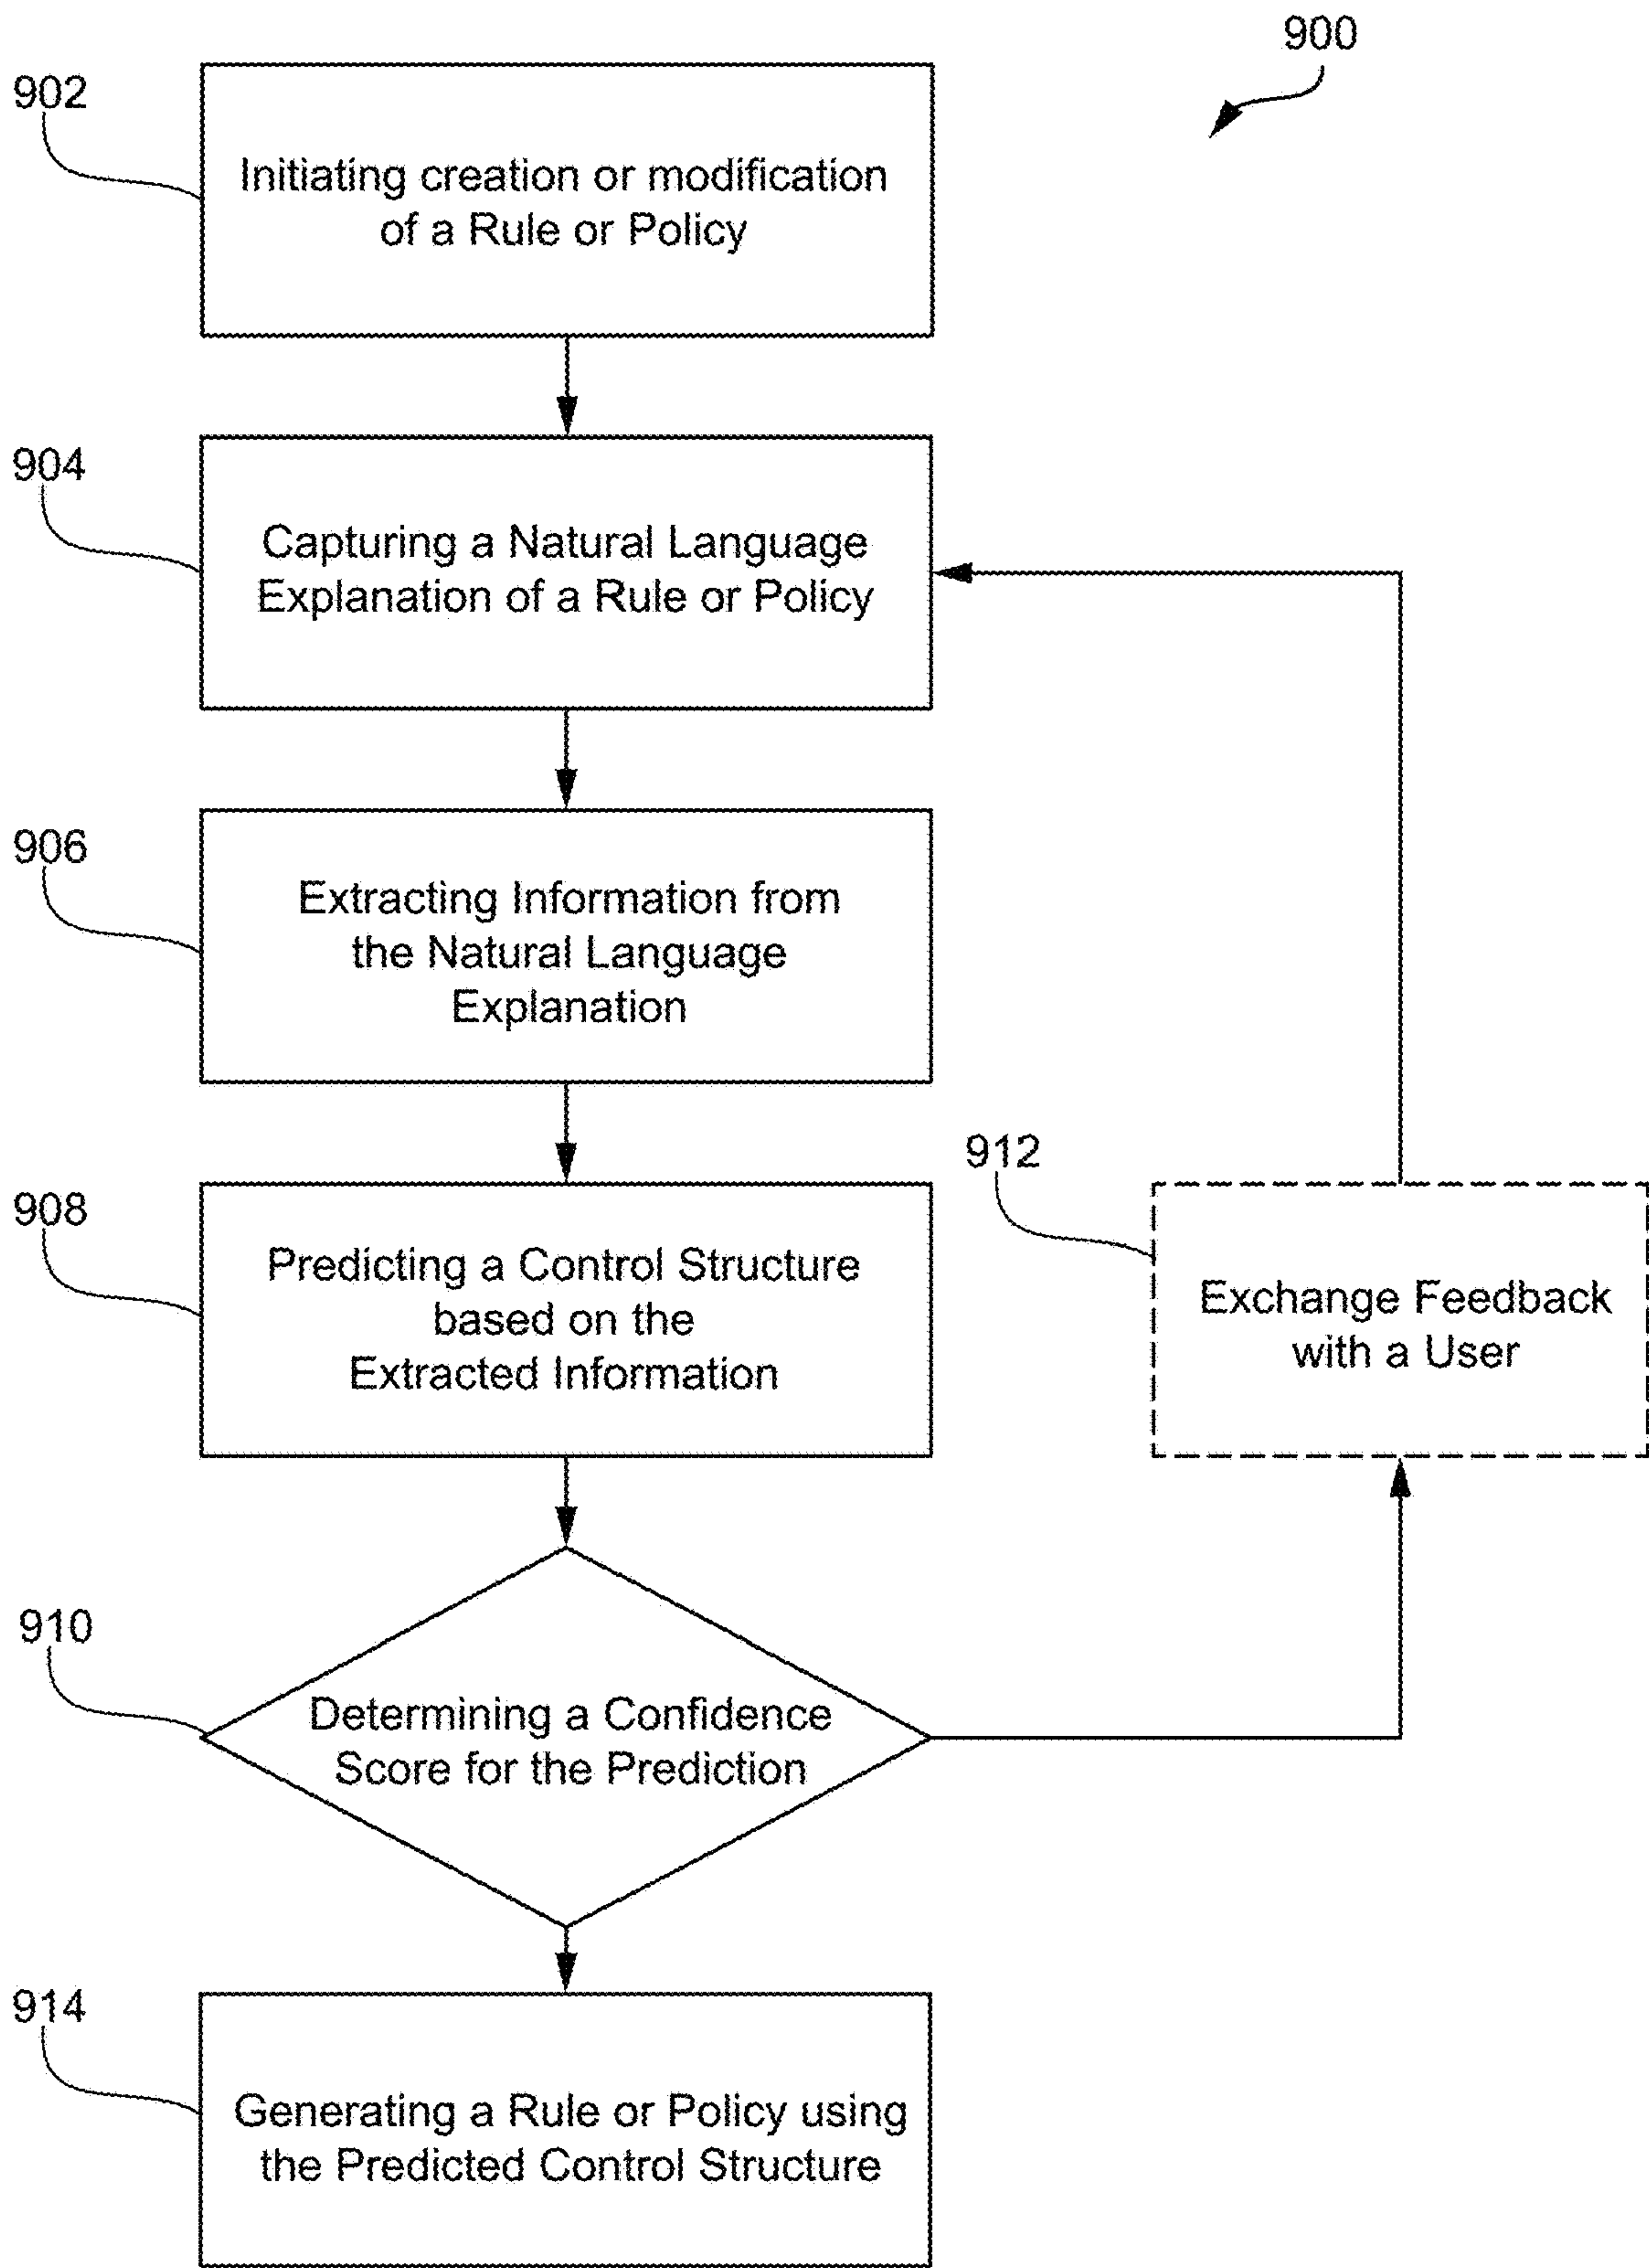 900
902
Initiating creation or modification
of a Rule or Policy
904
Capturing a Natural Language
Explanation of a Rule or Policy
906
Extracting Information from
the Natural Language
Explanation
908
Predicting a Control Structure
based on the
Extracted Information
912
Exchange Feedback
with a User
910
Determining a Confidence
Score for the Prediction
914
Generating a Rule or Policy using
the Predicted Control Structure